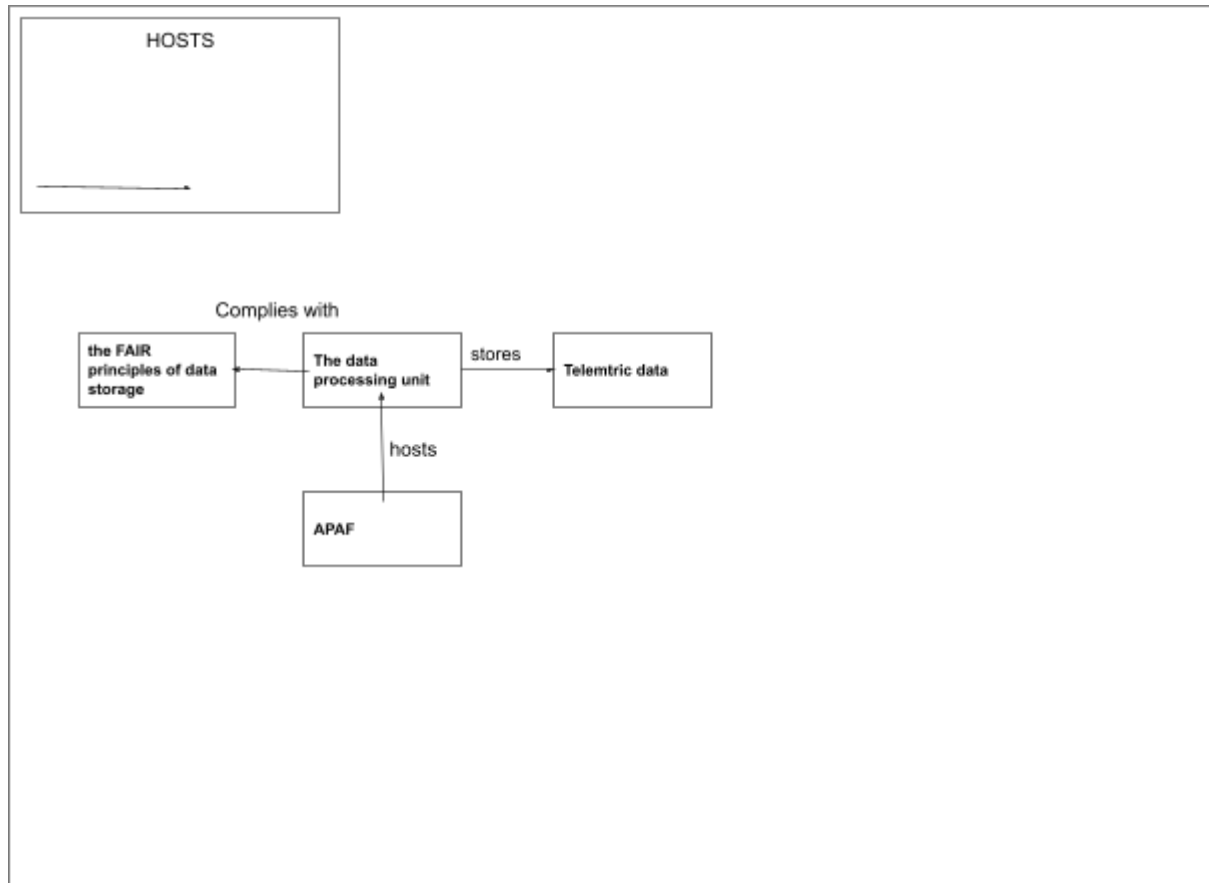 HOSTS
Complies with
the FAIR
principles of data
storage
The data
processing unit
stores
Telemtric data
hosts
APAF